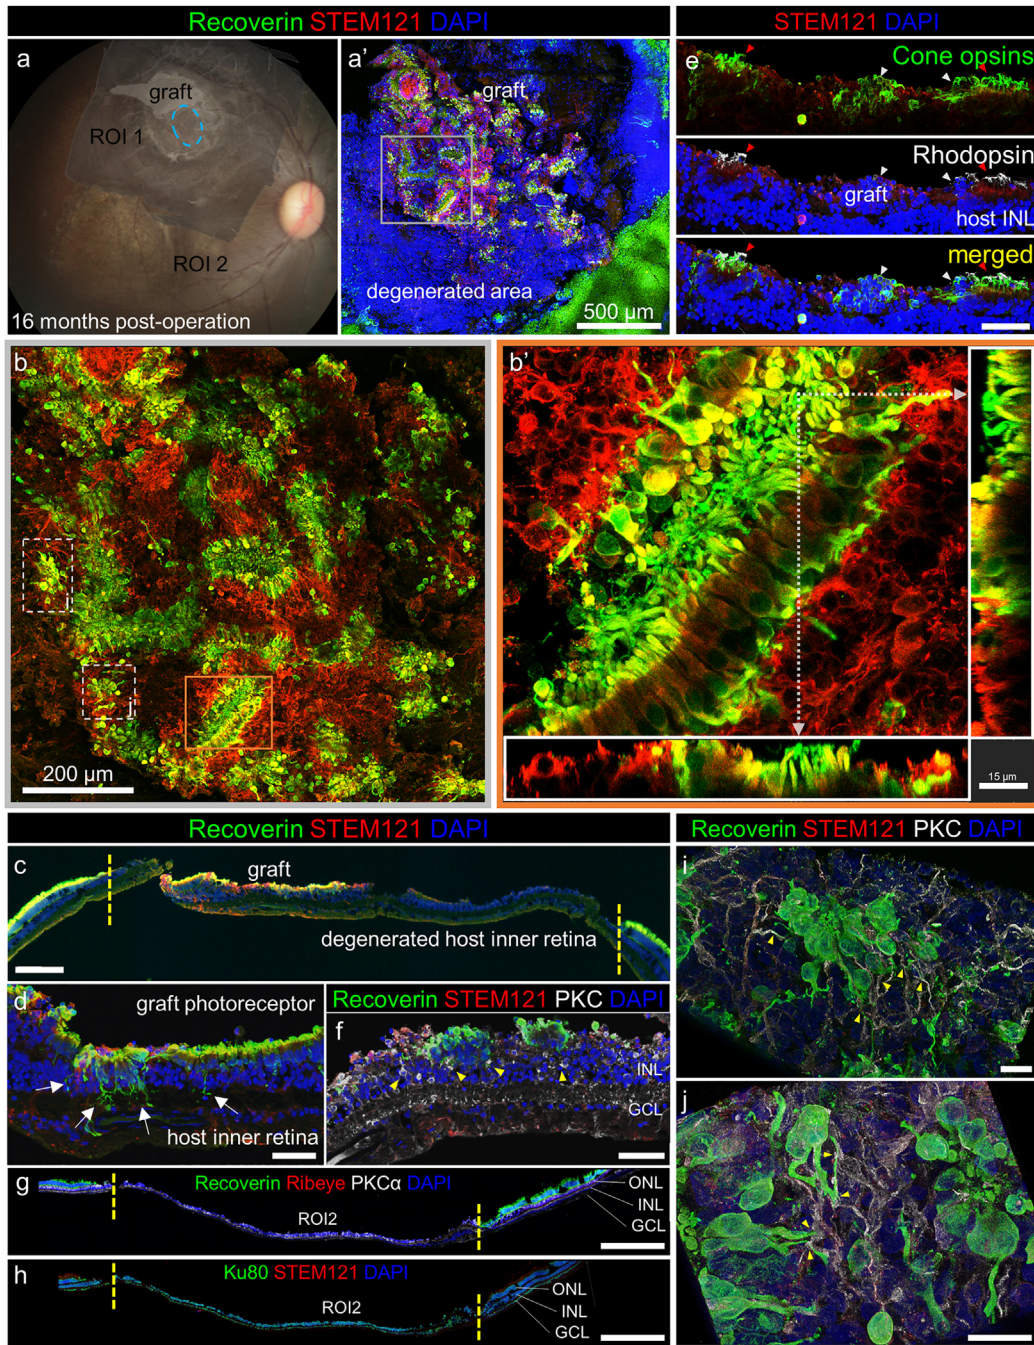 Recoverin STEM121 DAPI
a
graft
ROI 1
ROI 2
16 months post-operation
a'
graft
degenerated area
500 µm
STEM121 DAPI
e
Cone opsins
Rhodopsin
graft
host INL
merged
b
200 µm
i
i
b'
15 µm
Recoverin STEM121 DAPI
c
graft
degenerated host inner retina
d
graft photoreceptor
host inner retina
Recoverin STEM121 PKC DAPI
f
INL
GCL
g
Recoverin Ribeye PKCα DAPI
ROI2
ONL
INL
GCL
h
Ku80 STEM121 DAPI
ROI2
ONL
INL
GCL
Recoverin STEM121 PKC DAPI
i
j